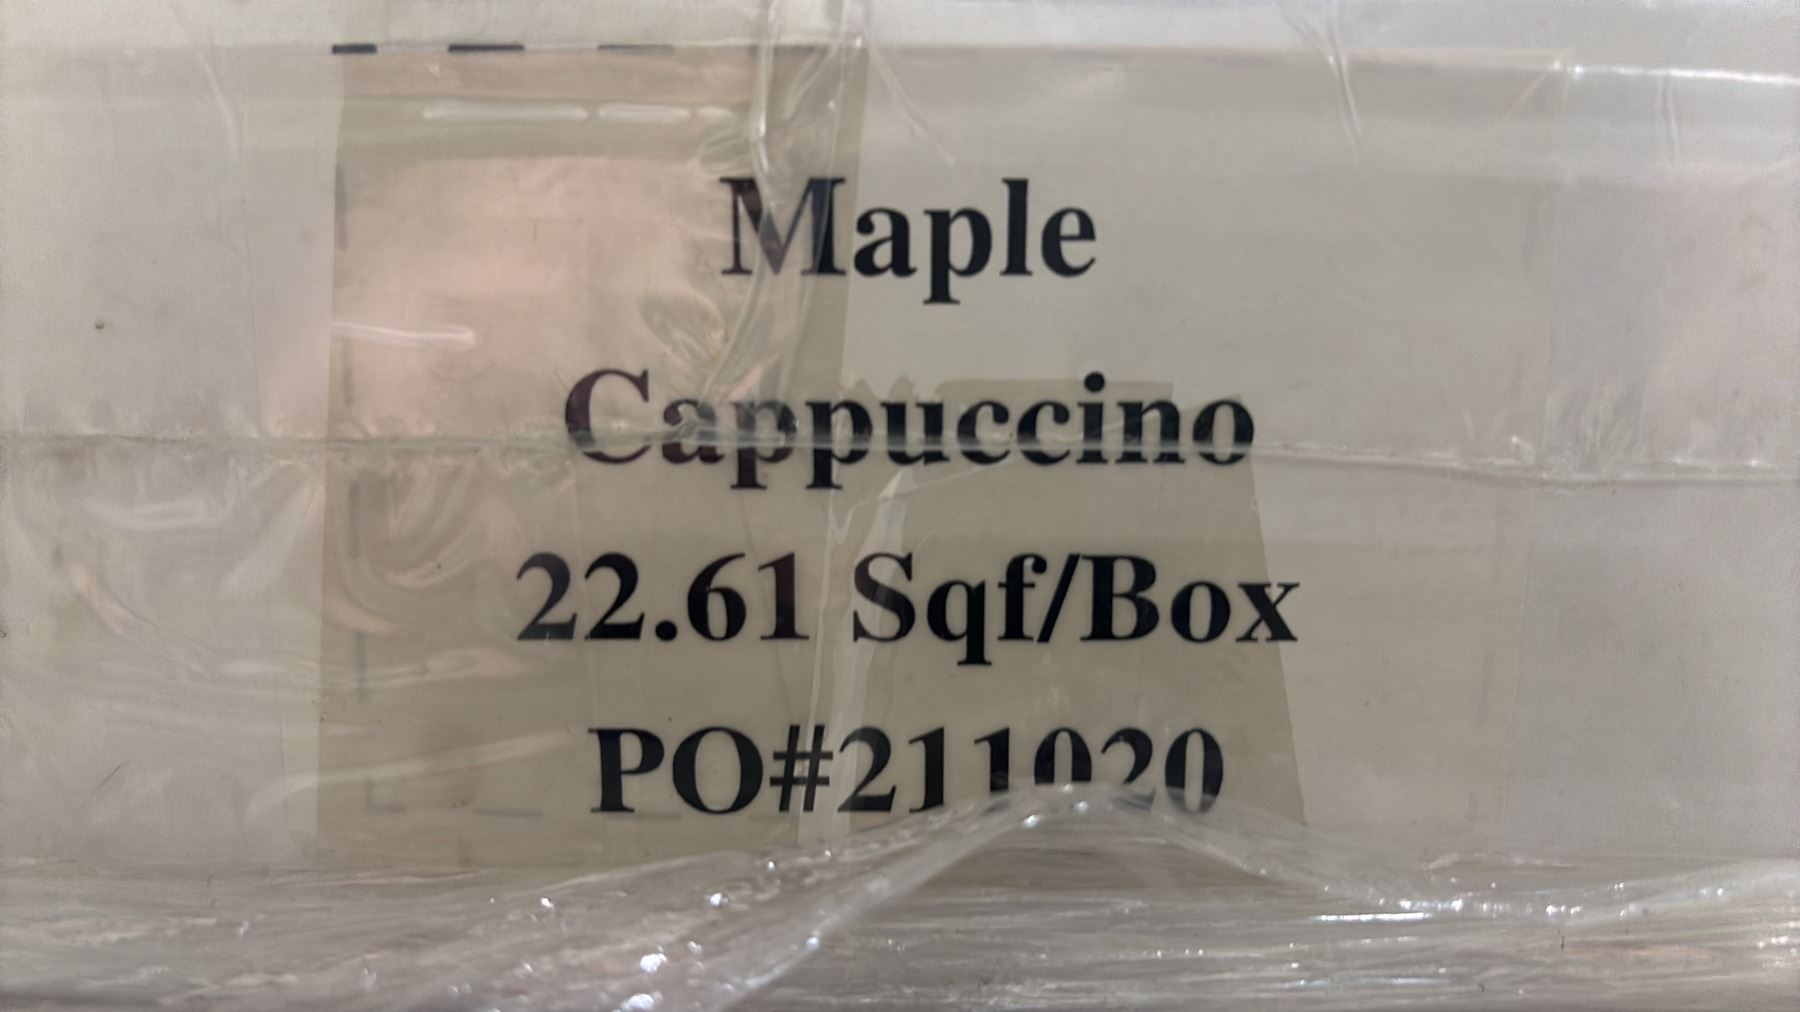 Maple
Cappuccino
22.61 Sqf/Box
PO#211020